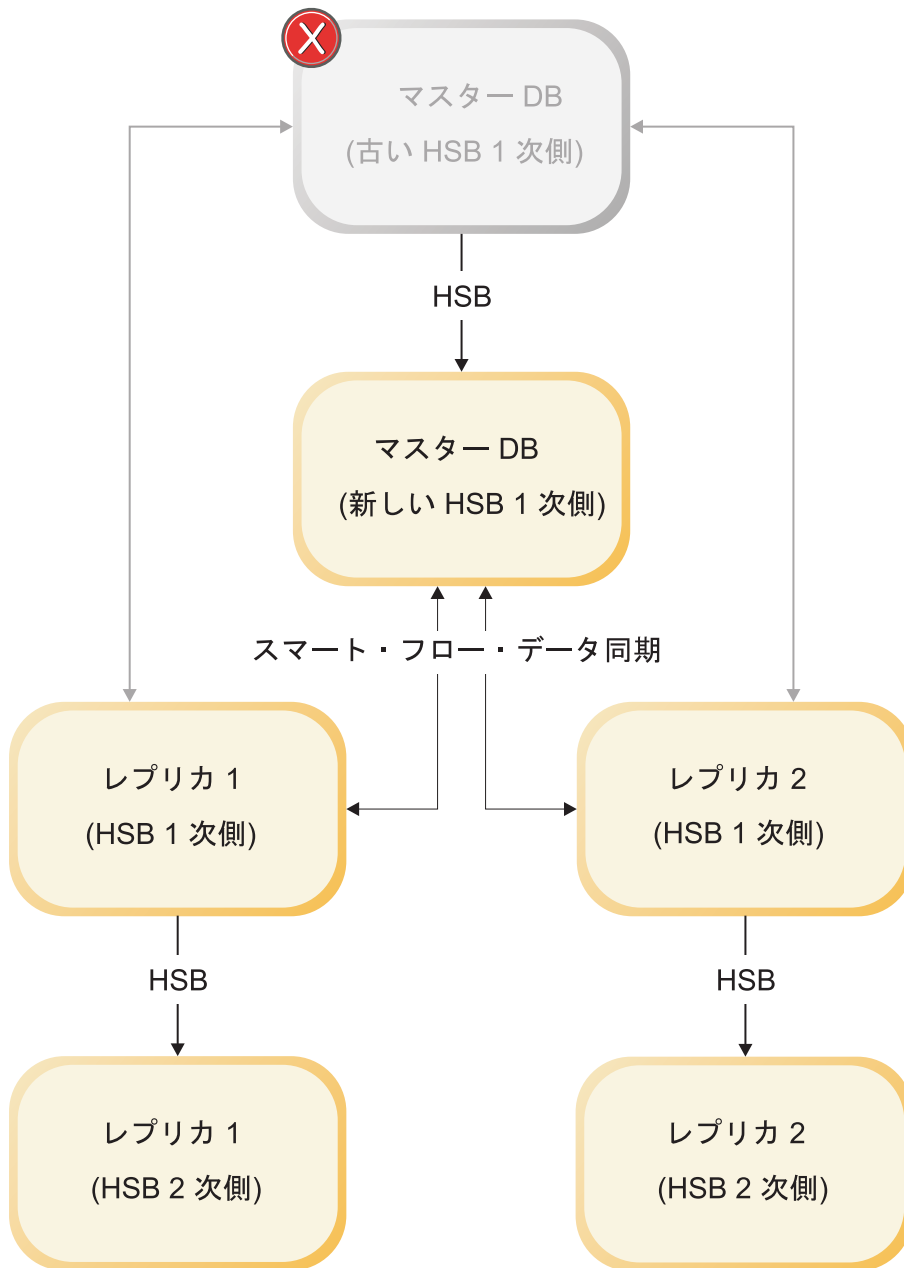 X
マスター DB
(古い HSB 1 次側)
HSB
マスター DB
(新しい HSB 1 次側)
スマート・フロー・データ同期
レプリカ 1
(HSB 1 次側)
レプリカ 2
(HSB 1 次側)
HSB
HSB
レプリカ 1
(HSB 2 次側)
レプリカ 2
(HSB 2 次側)